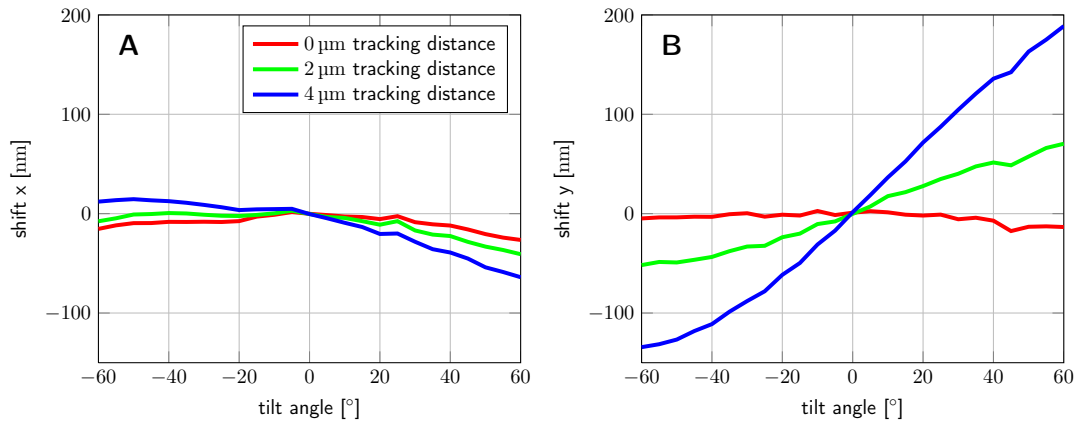 A
0 µm tracking distance
2 µm tracking distance
4 µm tracking distance
200
100
0
−100
−60
−40
−20
0
20
40
60
shift x [nm]
tilt angle [°]
B
200
100
0
−100
−60
−40
−20
0
20
40
60
shift y [nm]
tilt angle [°]